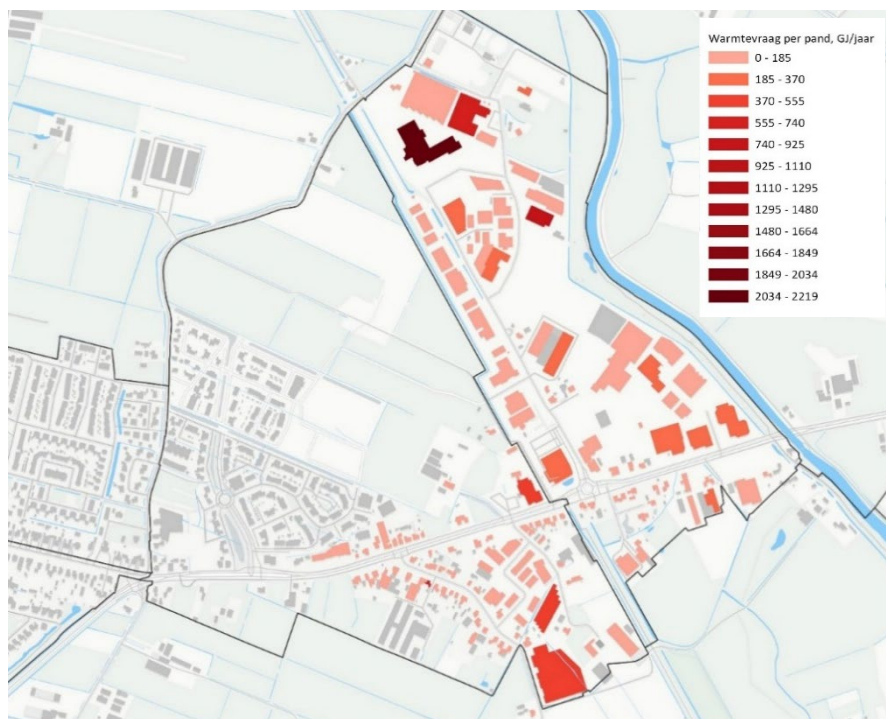 Warmtevraag per pand, GJ/jaar
0 - 185
185 - 370
370 - 555
555 - 740
740 - 925
925 - 1110
1110 - 1295
1295 - 1480
1480 - 1664
1664 - 1849
1849 - 2034
2034 - 2219